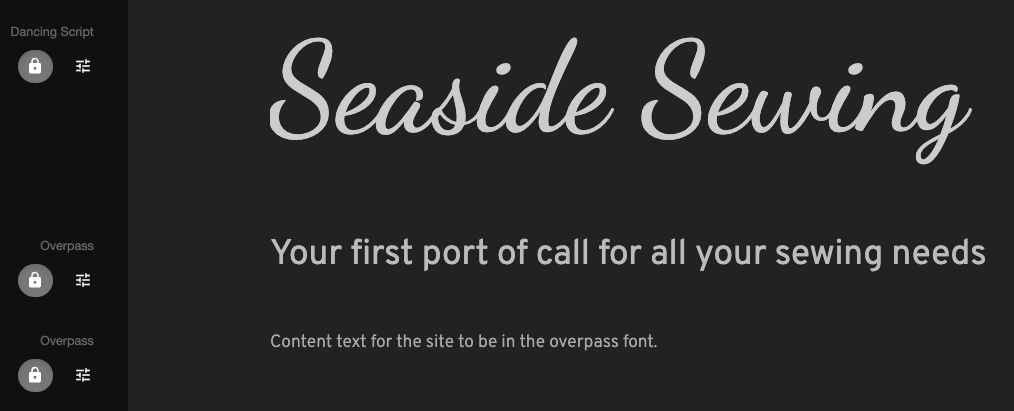 Dancing Script
Seaside Sewing
Overpass
Your first port of call for all your sewing needs
Overpass
Content text for the site to be in the overpass font.